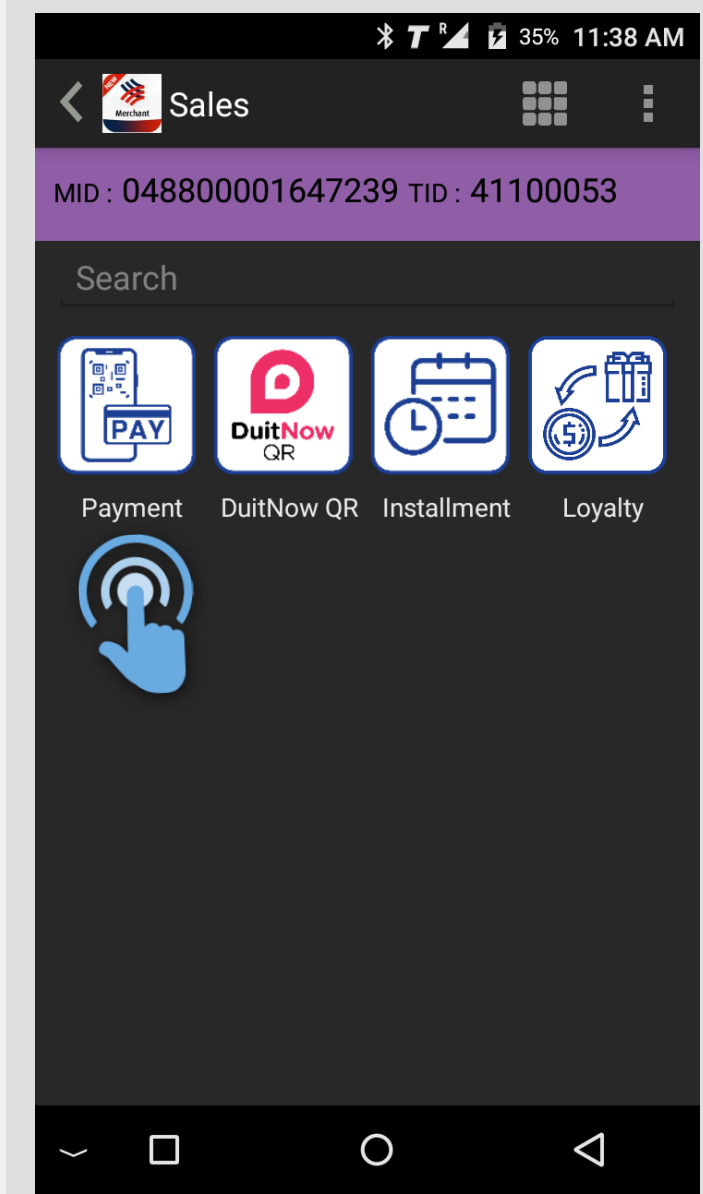 R 35% 11:38 AM
NEW
Merchant
Sales
MID : 048800001647239 TID : 41100053
Search
PAY
DuitNow
QR
Payment DuitNow QR Installment Loyalty